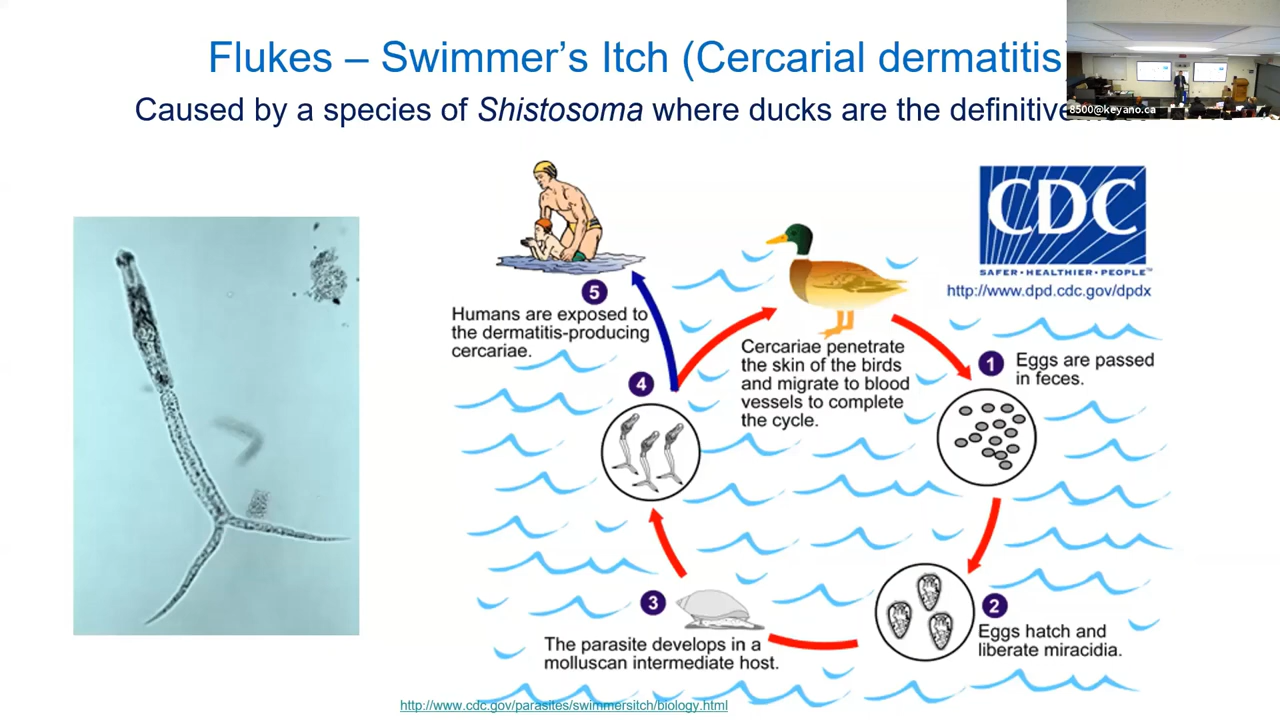 Flukes – Swimmer's Itch (Cercarial dermatitis
Caused by a species of Shistosoma where ducks are the definitive
8500@keyano.ca
CDC
SAFER•HEALTHIER•PEOPLE™
http://www.dpd.cdc.gov/dpdx
5
Humans are exposed to
the dermatitis-producing
cercariae.
4
Cercariae penetrate
the skin of the birds
and migrate to blood
vessels to complete
the cycle.
1
Eggs are passed
in feces.
3
The parasite develops in a
molluscan intermediate host.
2
Eggs hatch and
liberate miracidia.
http://www.cdc.gov/parasites/swimmersitch/biology.html